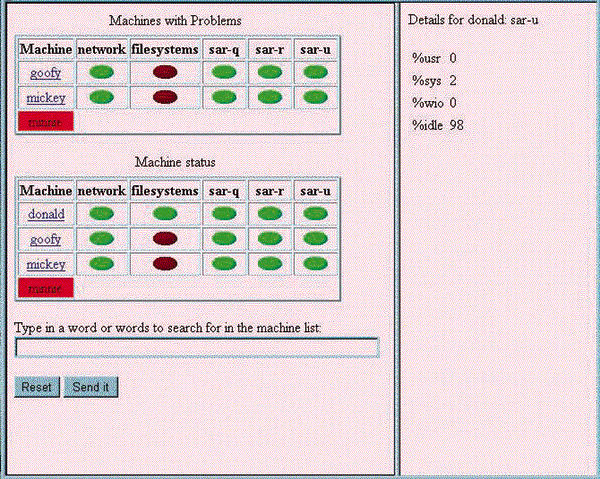 Machines with Problems
Machine network filesystems sar-q sar-r sar-u
goofy
mickey
minnie
Machine status
Machine network filesystems sar-q sar-r sar-u
donald
goofy
mickey
minnie
Type in a word or words to search for in the machine list:
Reset Send it
Details for donald: sar-u
%usr 0
%sys 2
%wio 0
%idle 98